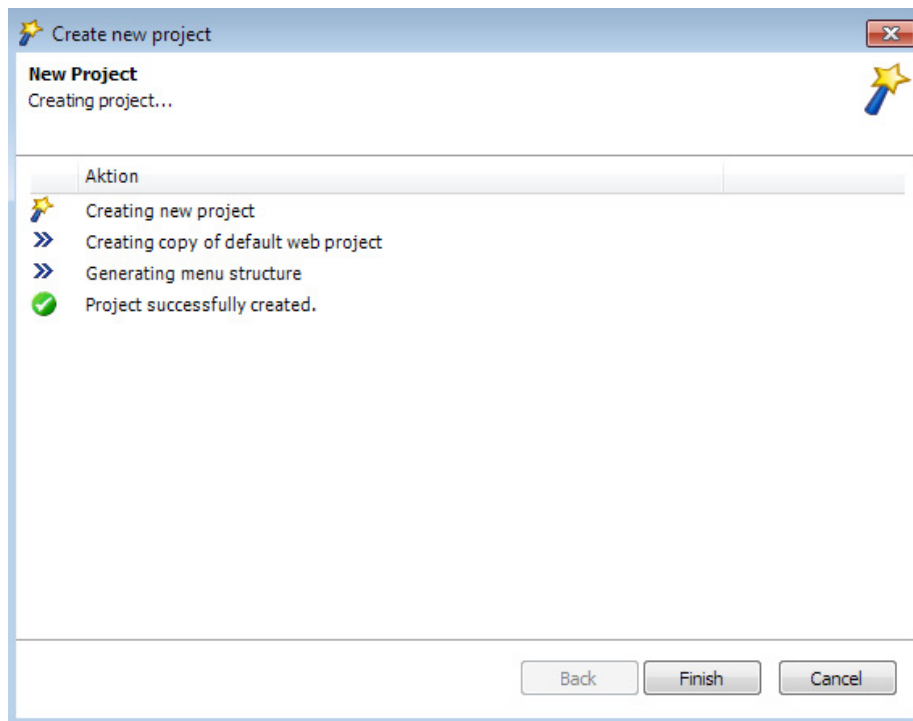 Create new project
New Project
Creating project...
Aktion
Creating new project
Creating copy of default web project
Generating menu structure
Project successfully created.
Back Finish Cancel